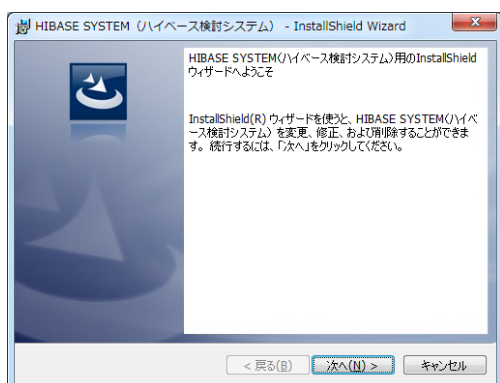 HIBASE SYSTEM（ハイベース検討システム） - InstallShield Wizard
HIBASE SYSTEM(ハイベース検討システム)用のInstallShield
ウィザードへようこそ
InstallShield(R) ウィザードを使うと、HIBASE SYSTEM(ハイベ
ース検討システム) を変更、修正、および削除することができま
す。続行するには、「次へ」をクリックしてください。
< 戻る(B)
次へ(N) >
キャンセル